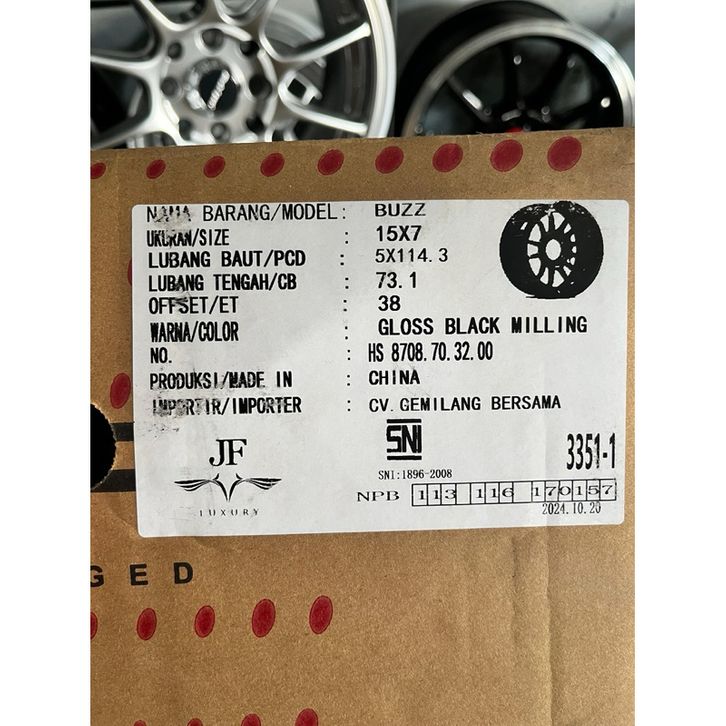 NAMA BARANG/MODEL: BUZZ
UKURAN/SIZE : 15X7
LUBANG BAUT/PCD : 5X114.3
LUBANG TENGAH/CB : 73.1
OFFSET/ET : 38
WARNA/COLOR : GLOSS BLACK MILLING
NO. : HS 8708.70.32.00
PRODUKSI/MADE IN : CHINA
IMPORTIR/IMPORTER : CV. GEMILANG BERSAMA
JF
LUXURY
SNI
SNI:1896-2008
3351-1
NPB 113 116 170157
2024.10.20
GED